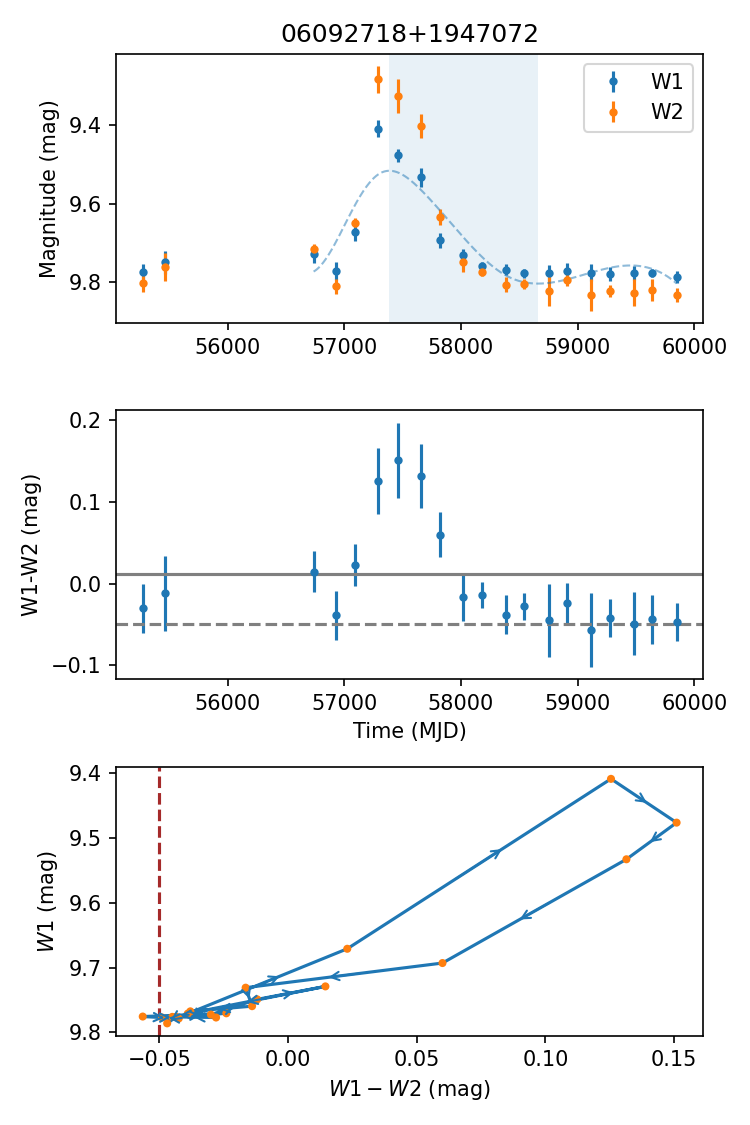 06092718+1947072
Magnitude (mag)
9.4
9.6
9.8
W1
W2
56000 57000 58000 59000 60000
W1-W2 (mag)
0.2
0.1
0.0
−0.1
56000 57000 58000 59000 60000
Time (MJD)
W1 (mag)
9.4
9.5
9.6
9.7
9.8
−0.05 0.00 0.05 0.10 0.15
W1 − W2 (mag)